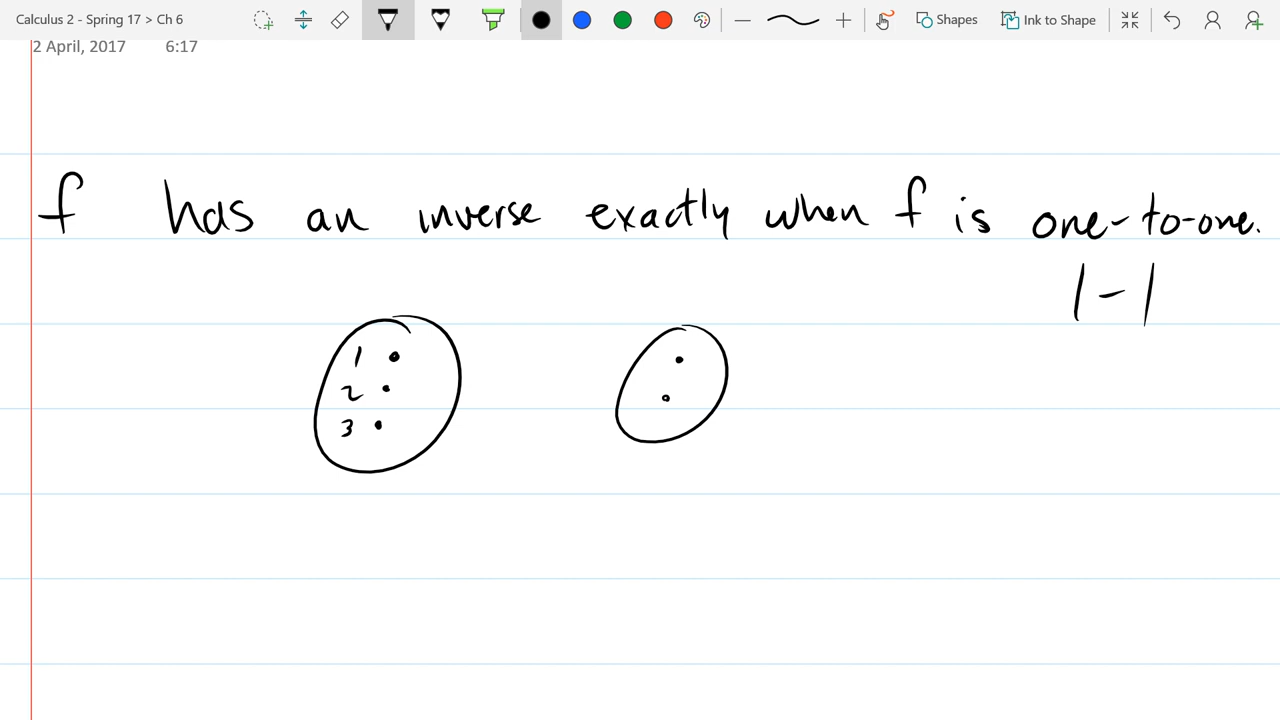 Calculus 2 - Spring 17 > Ch 6
Shapes
Ink to Shape
2 April, 2017 6:17
f has an inverse exactly when f is one-to-one.
1-1
1
2
3